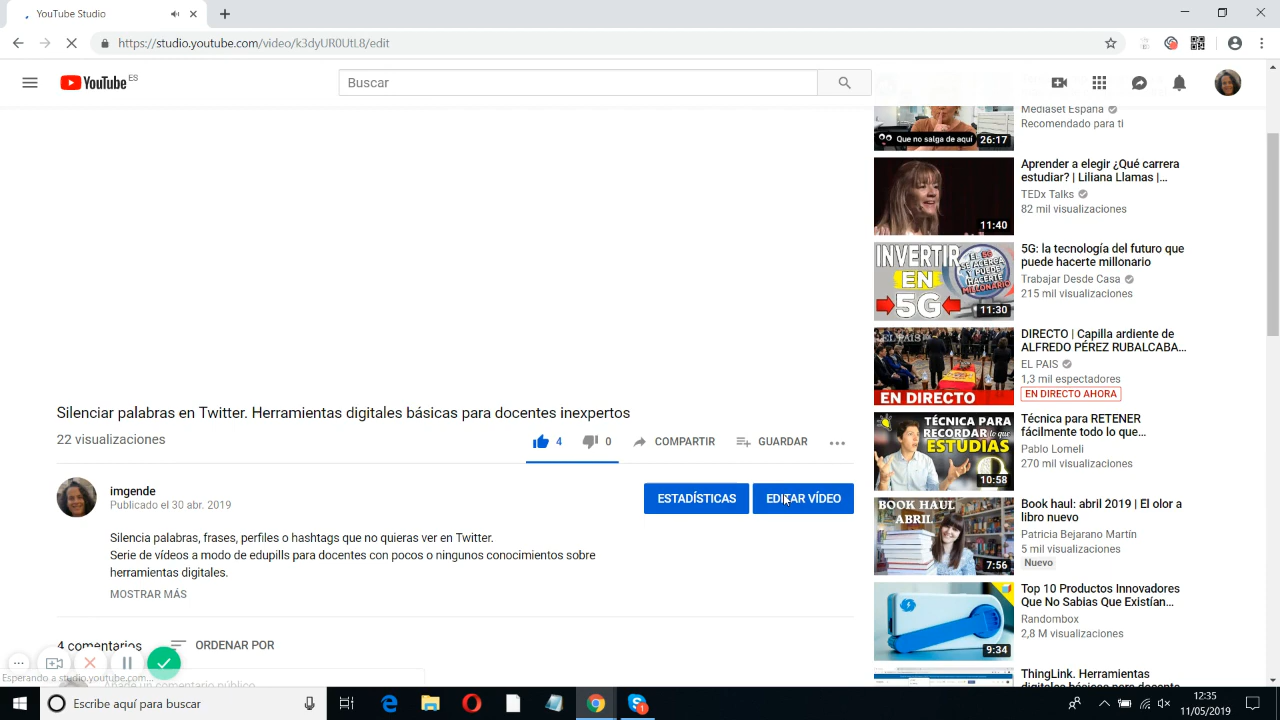 YouTube Studio
https://studio.youtube.com/video/k3dyUR0UtL8/edit
YouTube ES
Buscar
Que no salga de aquí
26:17
Mediaset España
Recomendado para ti
11:40
Aprender a elegir ¿Qué carrera
estudiar? | Liliana Llamas |...
TEDx Talks
82 mil visualizaciones
INVERTIR
EN
5G
EL 5G
SE ACERCA
Y PUEDE
HACERTE
MILLONARIO
11:30
5G: la tecnología del futuro que
puede hacerte millonario
Trabajar Desde Casa
215 mil visualizaciones
EL PAIS
EN DIRECTO
DIRECTO | Capilla ardiente de
ALFREDO PÉREZ RUBALCABA...
EL PAIS
1,3 mil espectadores
EN DIRECTO AHORA
TÉCNICA PARA
RECORDAR lo que
ESTUDIAS
10:58
Técnica para RETENER
fácilmente todo lo que...
Pablo Lomeli
270 mil visualizaciones
BOOK HAUL
ABRIL
7:56
Book haul: abril 2019 | El olor a
libro nuevo
Patricia Bejarano Martín
5 mil visualizaciones
Nuevo
9:34
Top 10 Productos Innovadores
Que No Sabias Que Existían...
Randombox
2,8 M visualizaciones
ThingLink. Herramientas
Silenciar palabras en Twitter. Herramientas digitales básicas para docentes inexpertos
22 visualizaciones
4
0
COMPARTIR
GUARDAR
imgende
Publicado el 30 abr. 2019
ESTADÍSTICAS
EDITAR VÍDEO
Silencia palabras, frases, perfiles o hashtags que no quieras ver en Twitter.
Serie de vídeos a modo de edupills para docentes con pocos o ningunos conocimientos sobre
herramientas digitales.
MOSTRAR MÁS
4 comentarios
ORDENAR POR
Esperando a studio.youtube.com...
Añade un comentario público...
Escribe aquí para buscar
1
12:35
11/05/2019